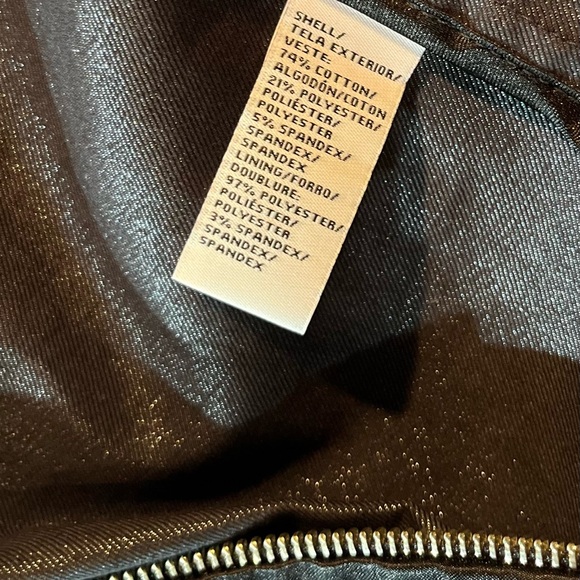 SHELL/
TELA EXTERIOR/
VESTE:
74% COTTON/
ALGODÓN/COTON
21% POLYESTER/
POLIÉSTER/
POLYESTER
5% SPANDEX/
SPANDEX/
SPANDEX
LINING/FORRO/
DOUBLURE:
97% POLYESTER/
POLIÉSTER/
POLYESTER
3% SPANDEX/
SPANDEX/
SPANDEX